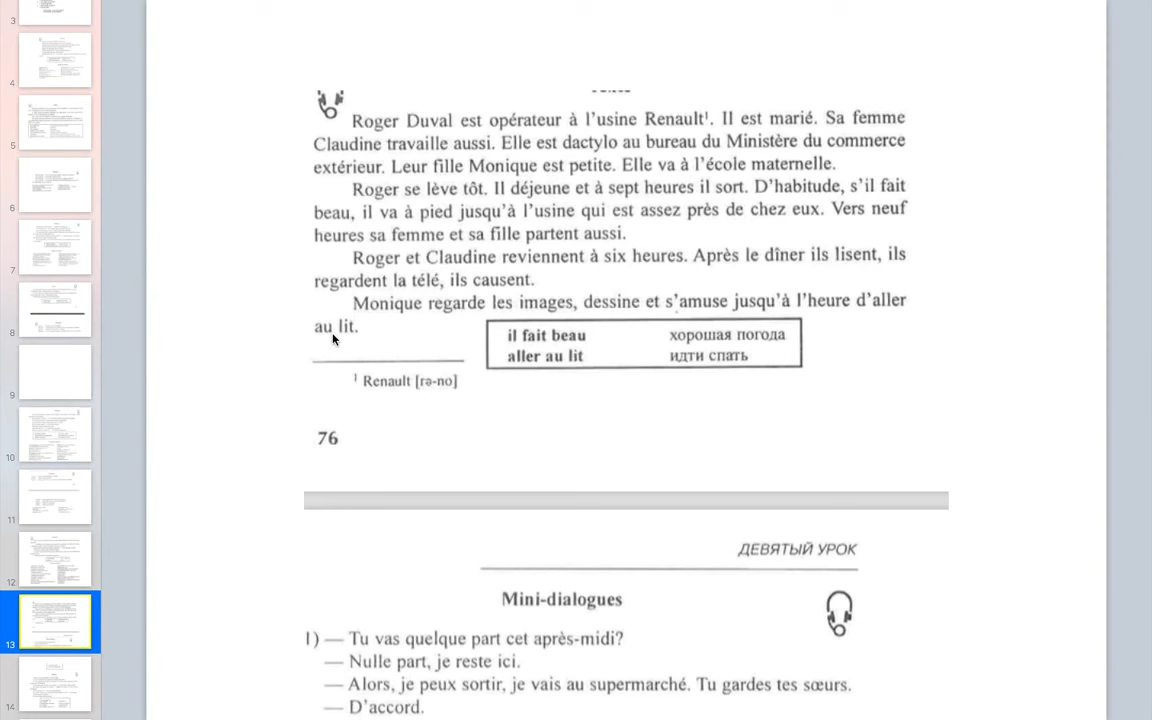 3
4
5
6
7
8
9
10
11
12
13
14
Roger Duval est opérateur à l'usine Renault¹. Il est marié. Sa femme
Claudine travaille aussi. Elle est dactylo au bureau du Ministère du commerce
extérieur. Leur fille Monique est petite. Elle va à l'école maternelle.
Roger se lève tôt. Il déjeune et à sept heures il sort. D'habitude, s'il fait
beau, il va à pied jusqu'à l'usine qui est assez près de chez eux. Vers neuf
heures sa femme et sa fille partent aussi.
Roger et Claudine reviennent à six heures. Après le dîner ils lisent, ils
regardent la télé, ils causent.
Monique regarde les images, dessine et s'amuse jusqu'à l'heure d'aller
au lit.
il fait beau хорошая погода
aller au lit идти спать
¹ Renault [rə-no]
76
ДЕВЯТЫЙ УРОК
Mini-dialogues
1) — Tu vas quelque part cet après-midi?
— Nulle part, je reste ici.
— Alors, je peux sortir, je vais au supermarché. Tu gardes tes sœurs.
— D'accord.